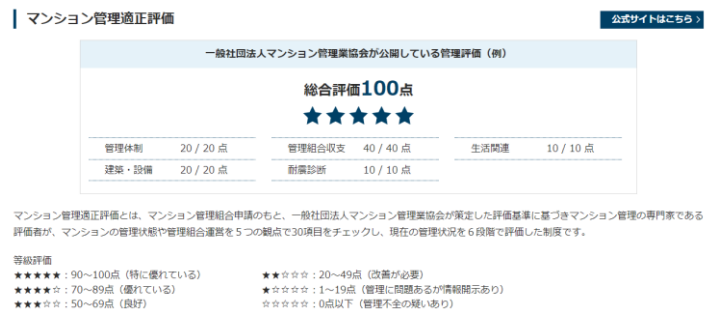 マンション管理適正評価
公式サイトはこちら
一般社団法人マンション管理業協会が公開している管理評価（例）
総合評価100点
★★★★★
管理体制 20 / 20 点 管理組合収支 40 / 40 点 生活関連 10 / 10 点
建築・設備 20 / 20 点 耐震診断 10 / 10 点
マンション管理適正評価とは、マンション管理組合申請のもと、一般社団法人マンション管理業協会が策定した評価基準に基づきマンション管理の専門家である
評価者が、マンションの管理状態や管理組合運営を５つの観点で30項目をチェックし、現在の管理状況を６段階で評価した制度です。
等級評価
★★★★★：90～100点（特に優れている） ★★☆☆☆：20～49点（改善が必要）
★★★★☆：70～89点（優れている） ★☆☆☆☆：1～19点（管理に問題あるが情報開示あり）
★★★☆☆：50～69点（良好） ☆☆☆☆☆：0点以下（管理不全の疑いあり）